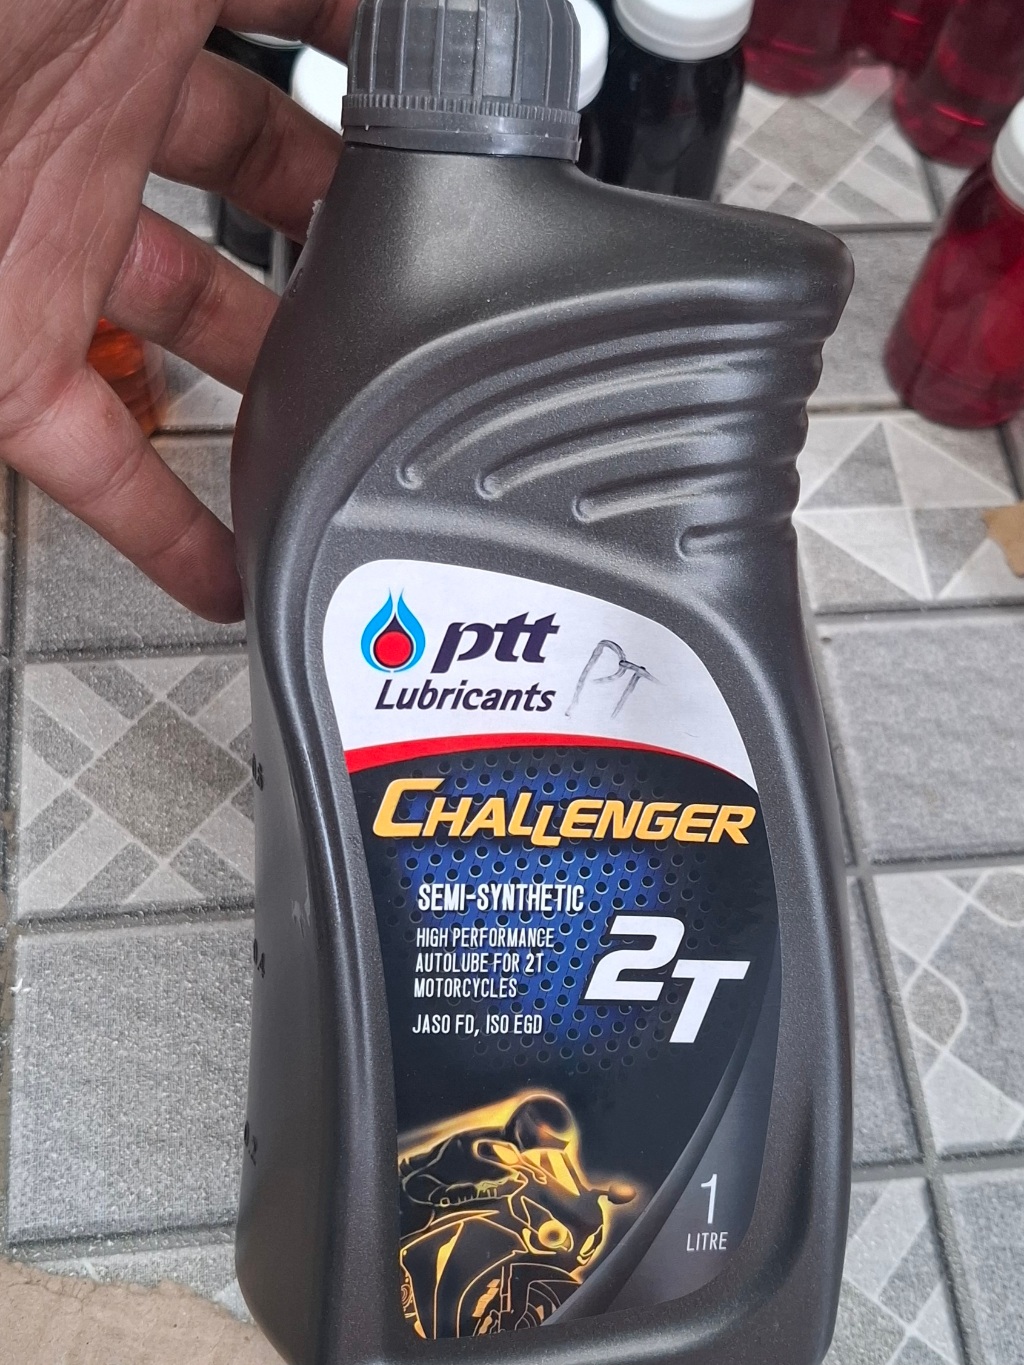 ptt
Lubricants
PT
CHALLENGER
SEMI-SYNTHETIC
HIGH PERFORMANCE
AUTOLUBE FOR 2T
MOTORCYCLES
JASO FD, ISO EGD
2T
1
LITRE